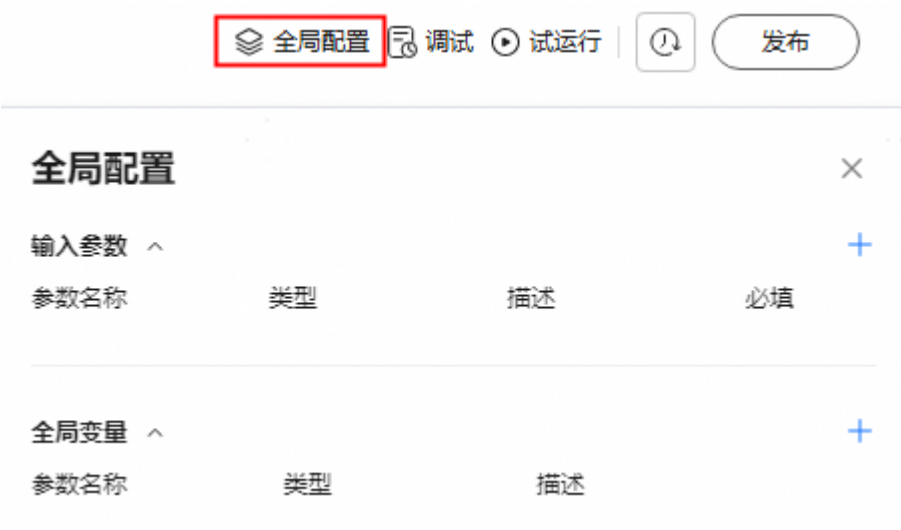 全局配置 调试 试运行 发布
全局配置
输入参数
参数名称 类型 描述 必填
全局变量
参数名称 类型 描述